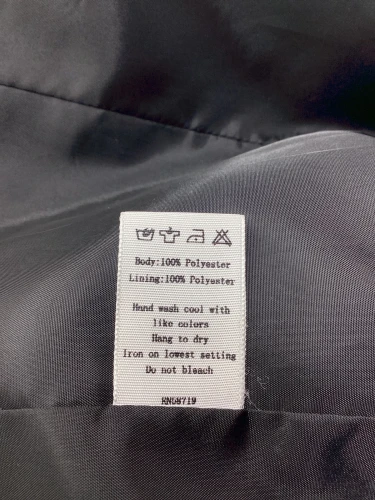 Body:100% Polyester
Lining:100% Polyester
Hand wash cool with
like colors
Hang to dry
Iron on lowest setting
Do not bleach
RN58719